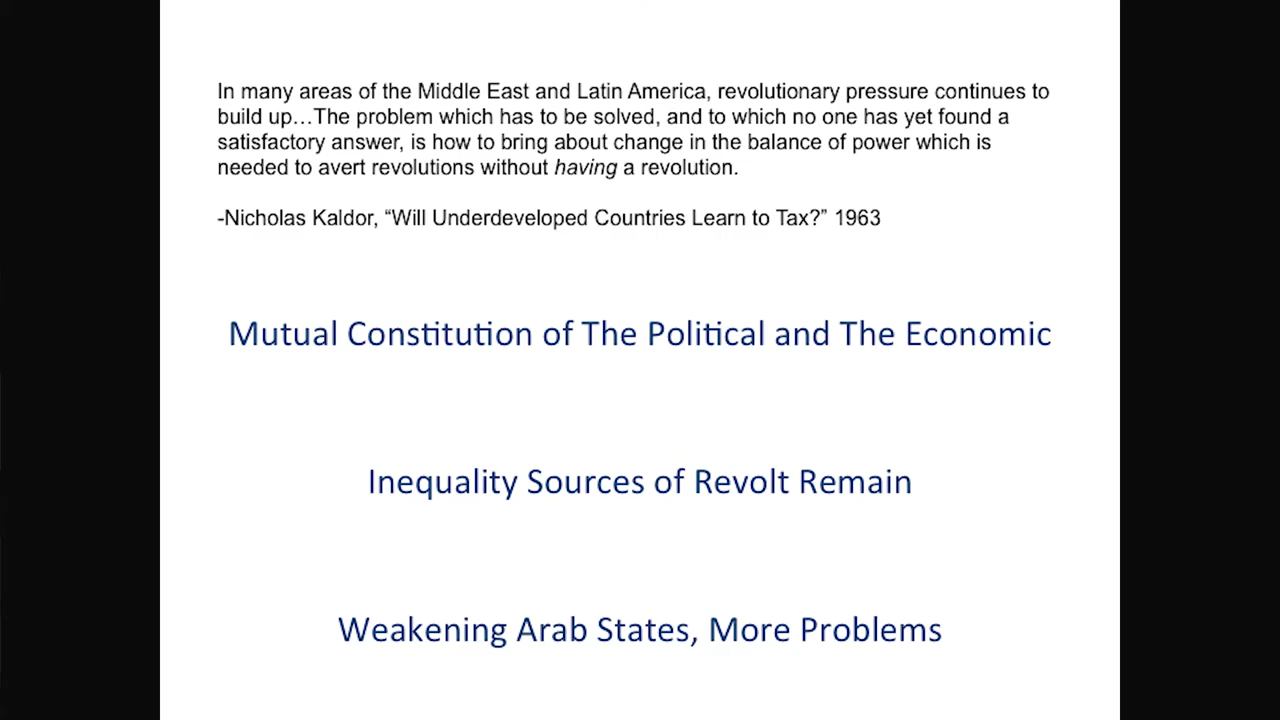 In many areas of the Middle East and Latin America, revolutionary pressure continues to
build up…The problem which has to be solved, and to which no one has yet found a
satisfactory answer, is how to bring about change in the balance of power which is
needed to avert revolutions without having a revolution.
-Nicholas Kaldor, “Will Underdeveloped Countries Learn to Tax?” 1963
Mutual Constitution of The Political and The Economic
Inequality Sources of Revolt Remain
Weakening Arab States, More Problems